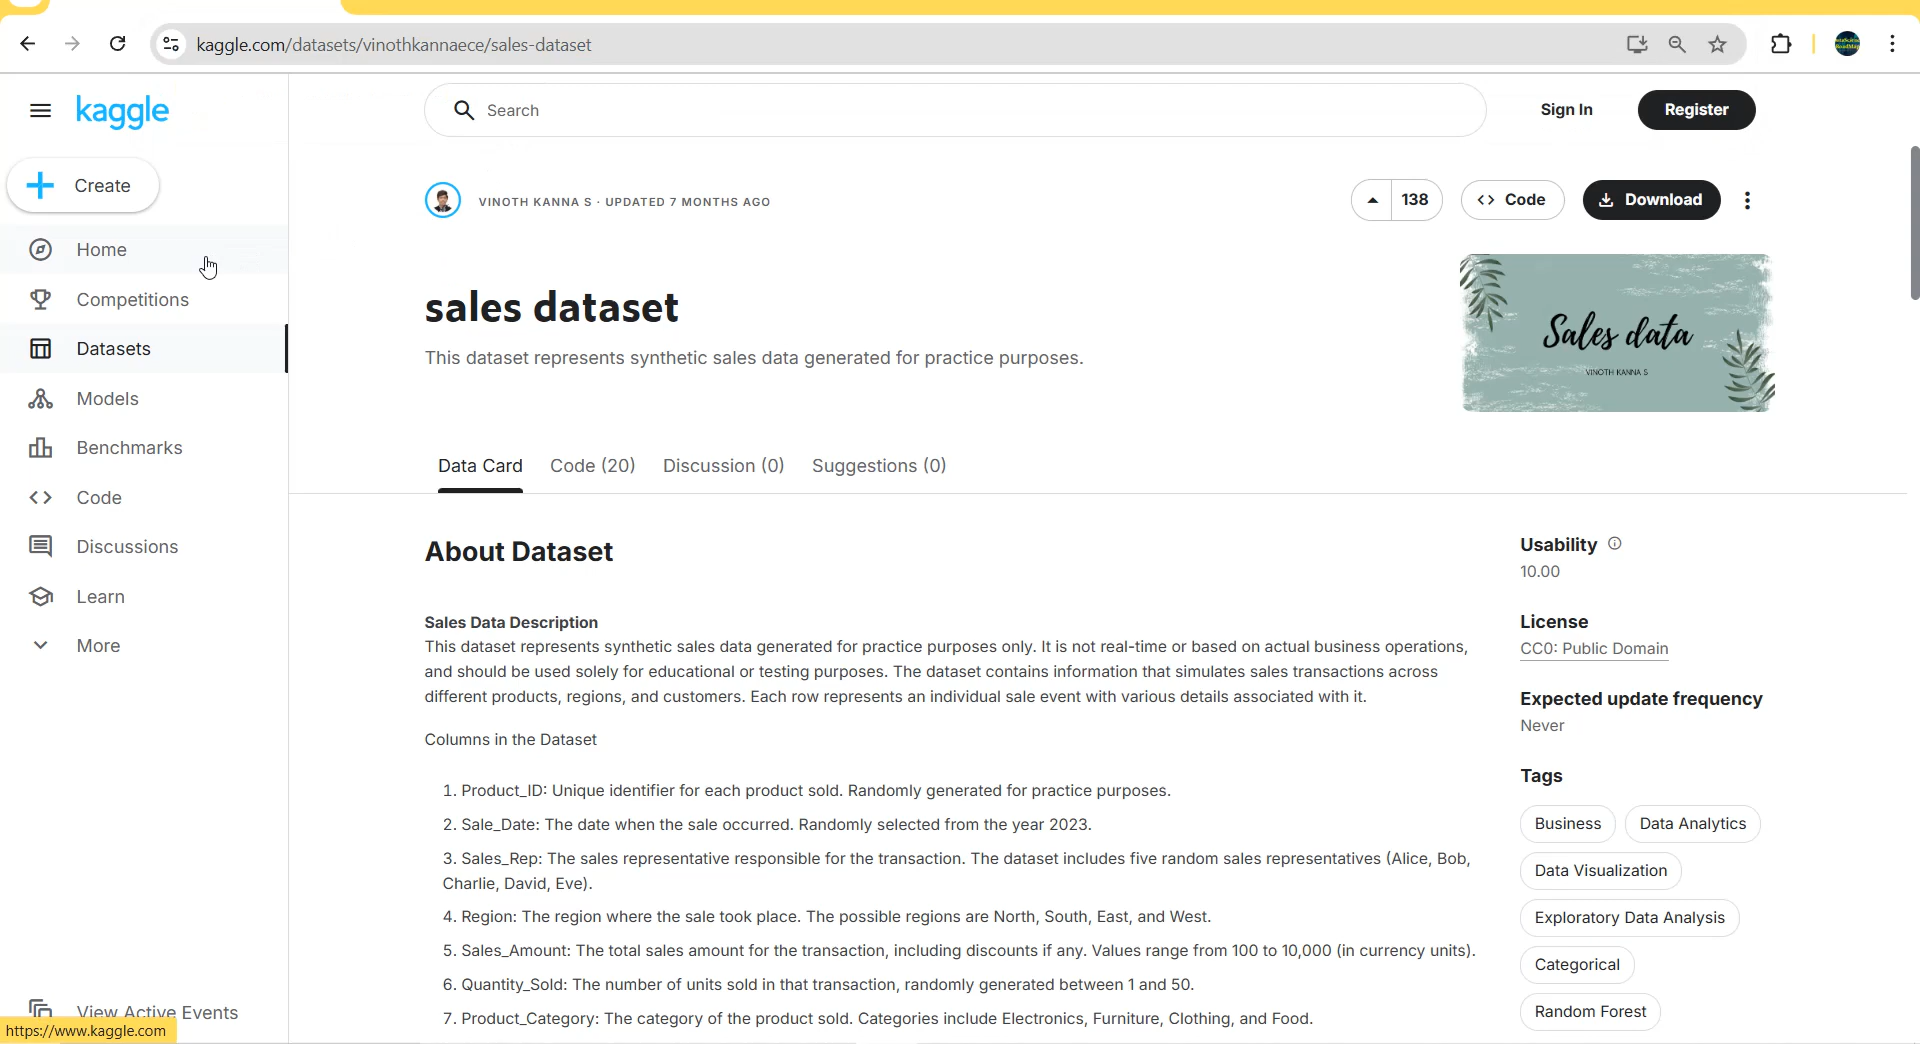 kaggle.com/datasets/vinothkannaece/sales-dataset
kaggle
Search
Sign In
Register
Create
VINOTH KANNA S · UPDATED 7 MONTHS AGO
138
Code
Download
Home
Competitions
Datasets
Models
Benchmarks
Code
Discussions
Learn
More
View Active Events
https://www.kaggle.com
sales dataset
This dataset represents synthetic sales data generated for practice purposes.
Sales data
VINOTH KANNA S
Data Card
Code (20)
Discussion (0)
Suggestions (0)
About Dataset
Sales Data Description
This dataset represents synthetic sales data generated for practice purposes only. It is not real-time or based on actual business operations,
and should be used solely for educational or testing purposes. The dataset contains information that simulates sales transactions across
different products, regions, and customers. Each row represents an individual sale event with various details associated with it.
Columns in the Dataset
1. Product_ID: Unique identifier for each product sold. Randomly generated for practice purposes.
2. Sale_Date: The date when the sale occurred. Randomly selected from the year 2023.
3. Sales_Rep: The sales representative responsible for the transaction. The dataset includes five random sales representatives (Alice, Bob,
Charlie, David, Eve).
4. Region: The region where the sale took place. The possible regions are North, South, East, and West.
5. Sales_Amount: The total sales amount for the transaction, including discounts if any. Values range from 100 to 10,000 (in currency units).
6. Quantity_Sold: The number of units sold in that transaction, randomly generated between 1 and 50.
7. Product_Category: The category of the product sold. Categories include Electronics, Furniture, Clothing, and Food.
Usability
10.00
License
CC0: Public Domain
Expected update frequency
Never
Tags
Business
Data Analytics
Data Visualization
Exploratory Data Analysis
Categorical
Random Forest